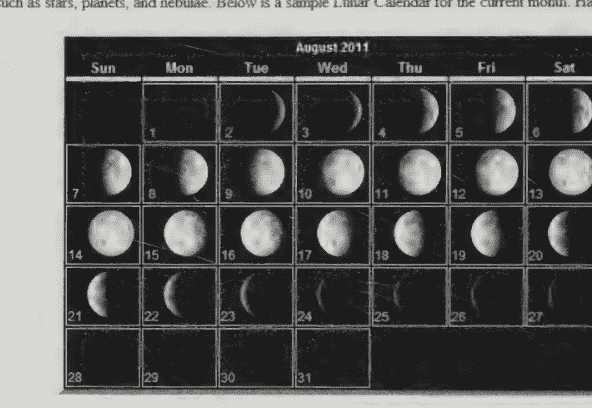 such as stars, planets, and nebulae. Below is a sample Lunar Calendar for the current month.
August 2011
Sun Mon Tue Wed Thu Fri Sat
1 2 3 4 5 6
7 8 9 10 11 12 13
14 15 16 17 18 19 20
21 22 23 24 25 26 27
28 29 30 31